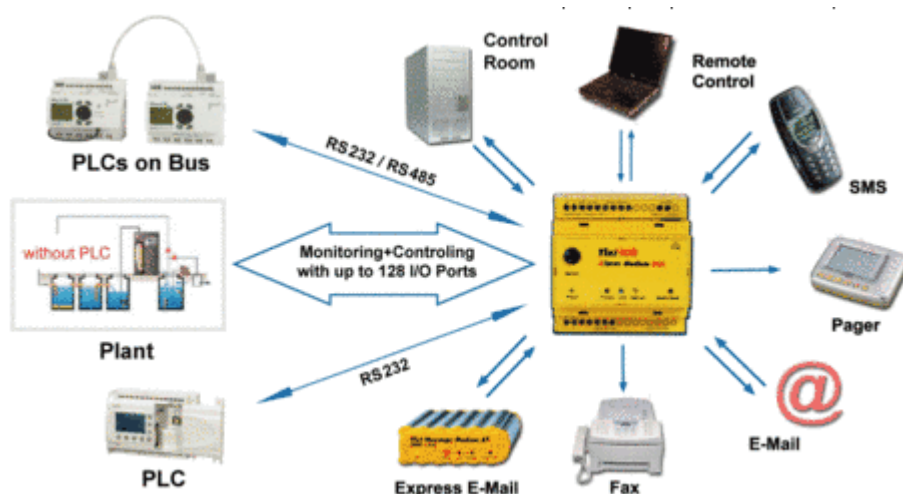 Control
Room
Remote
Control
PLCs on Bus
RS232 / RS485
SMS
without PLC
Monitoring+Controling
with up to 128 I/O Ports
Plant
Pager
RS232
PLC
Express E-Mail
Fax
@
E-Mail